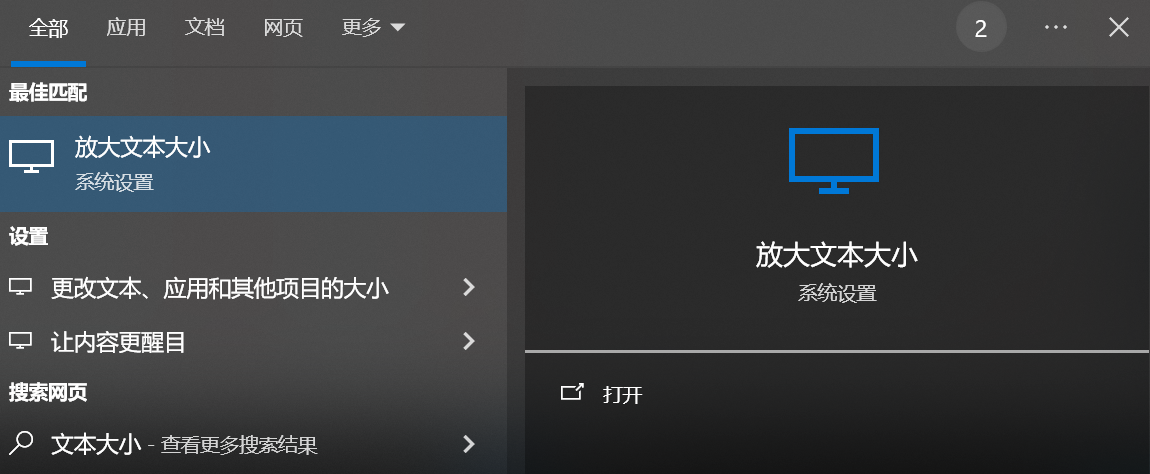 全部 应用 文档 网页 更多 2 ...
最佳匹配
放大文本大小
系统设置
设置
更改文本、应用和其他项目的大小
让内容更醒目
搜索网页
文本大小 - 查看更多搜索结果
放大文本大小
系统设置
打开